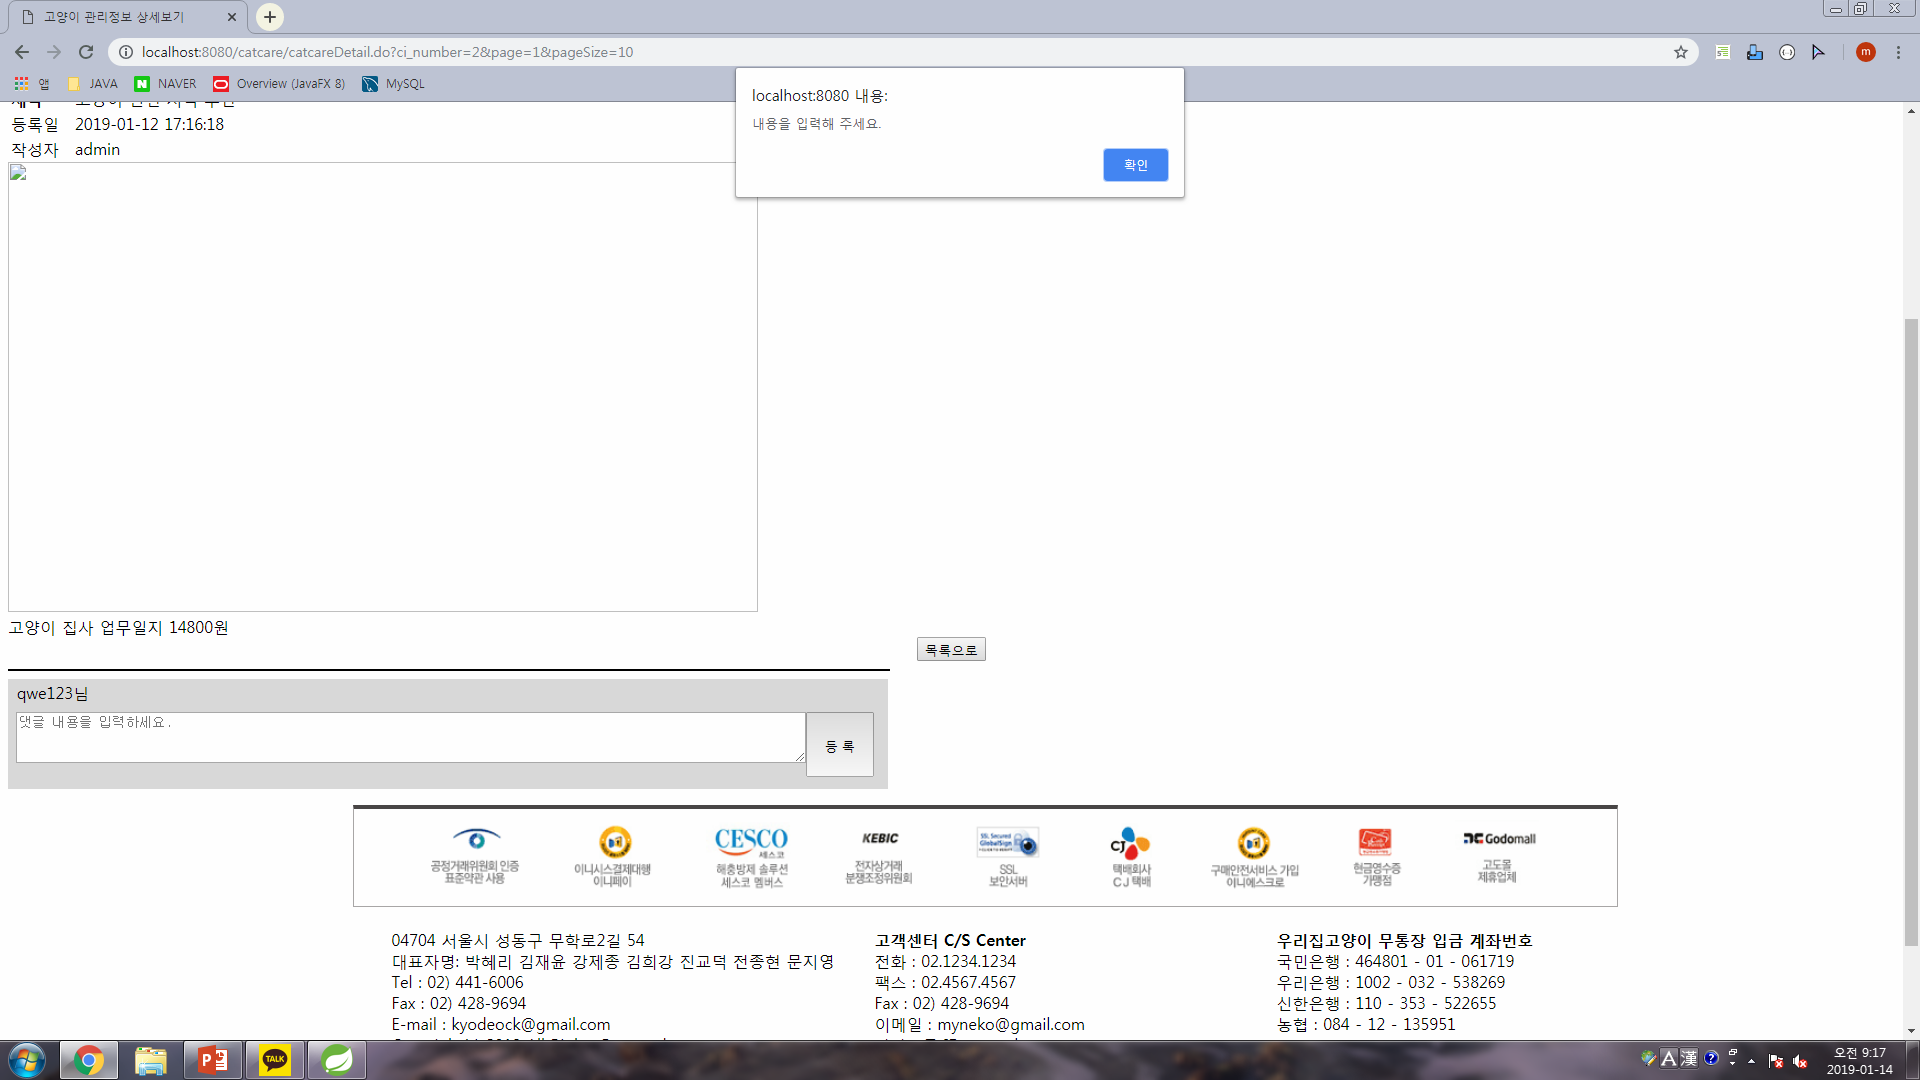 고양이 관리정보 상세보기
localhost:8080/catcare/catcareDetail.do?ci_number=2&page=1&pageSize=10
m
앱 JAVA NAVER Overview (JavaFX 8) MySQL
localhost:8080 내용:
내용을 입력해 주세요.
확인
등록일 2019-01-12 17:16:18
작성자 admin
고양이 집사 업무일지 14800원
목록으로
qwe123님
댓글 내용을 입력하세요.
등 록
공정거래위원회 인증
표준약관 사용
이니시스결제대행
이니페이
CESCO
세스코
해충방제 솔루션
세스코 멤버스
KEBIC
전자상거래
분쟁조정위원회
SSL Secured
GlobalSign
SSL
보안서버
CJ
택배회사
CJ 택배
구매안전서비스 가입
이니에스크로
현금영수증
가맹점
Godomall
고도몰
제휴업체
04704 서울시 성동구 무학로2길 54
대표자명: 박혜리 김재윤 강제종 김희강 진교덕 전종현 문지영
Tel : 02) 441-6006
Fax : 02) 428-9694
E-mail : kyodeock@gmail.com
고객센터 C/S Center
전화 : 02.1234.1234
팩스 : 02.4567.4567
Fax : 02) 428-9694
이메일 : myneko@gmail.com
우리집고양이 무통장 입금 계좌번호
국민은행 : 464801 - 01 - 061719
우리은행 : 1002 - 032 - 538269
신한은행 : 110 - 353 - 522655
농협 : 084 - 12 - 135951
TALK
A 漢
오전 9:17
2019-01-14